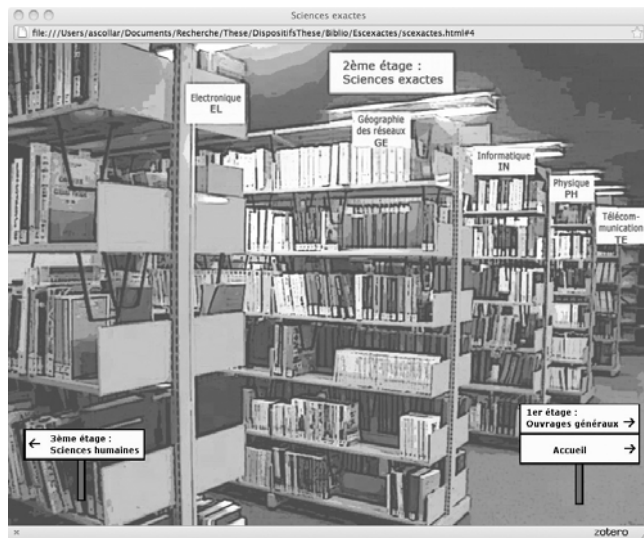 Sciences exactes
file:///Users/ascollar/Documents/Recherche/These/DispositifsThese/Biblio/Escexactes/scexactes.html#4
2ème étage :
Sciences exactes
Electronique
EL
Géographie
des réseaux
GE
Informatique
IN
Physique
PH
Télécom-
munication
TE
← 3ème étage :
Sciences humaines
1er étage :
Ouvrages généraux →
Accueil →
zotero